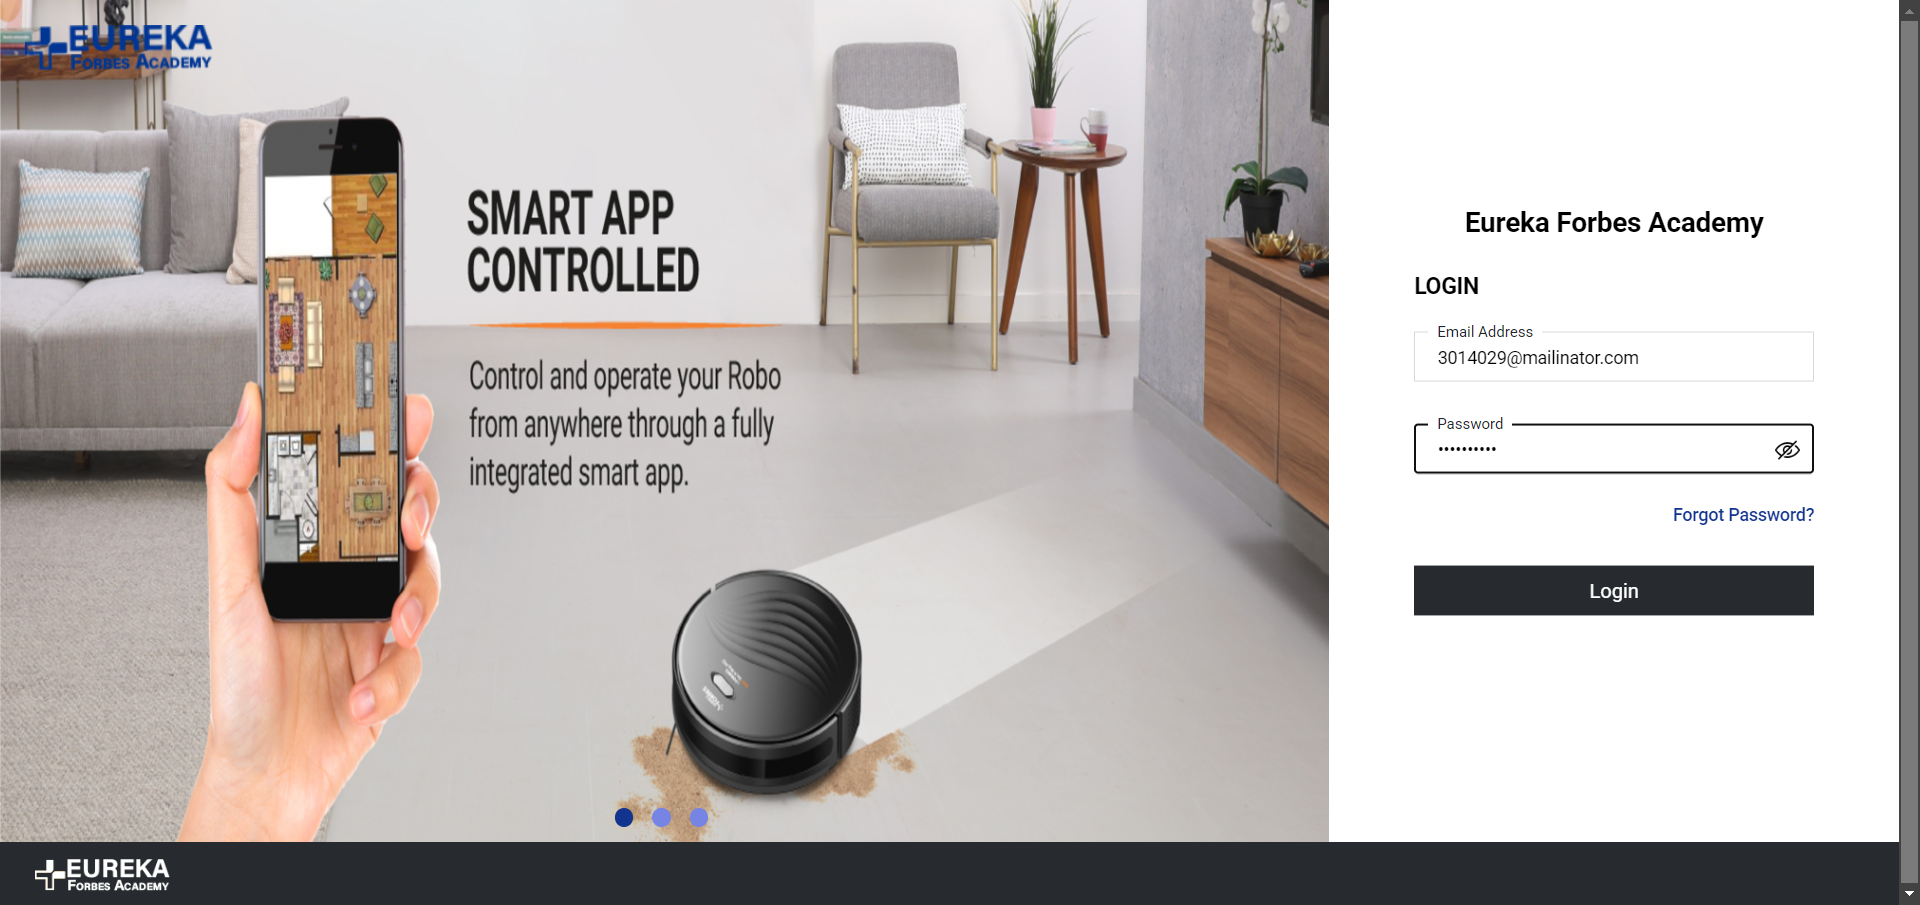 EUREKA
FORBES ACADEMY
SMART APP
CONTROLLED
Control and operate your Robo
from anywhere through a fully
integrated smart app.
Eureka Forbes Academy
LOGIN
Email Address
3014029@mailinator.com
Password
••••••••••
Forgot Password?
Login
EUREKA
FORBES ACADEMY